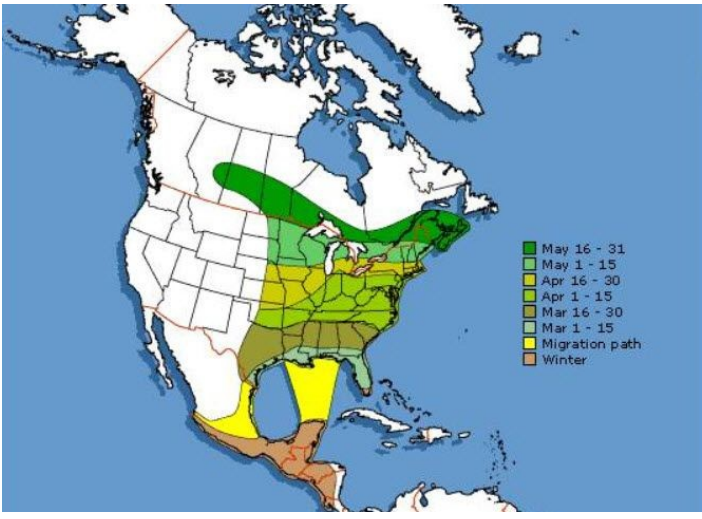 May 16 - 31
May 1 - 15
Apr 16 - 30
Apr 1 - 15
Mar 16 - 30
Mar 1 - 15
Migration path
Winter